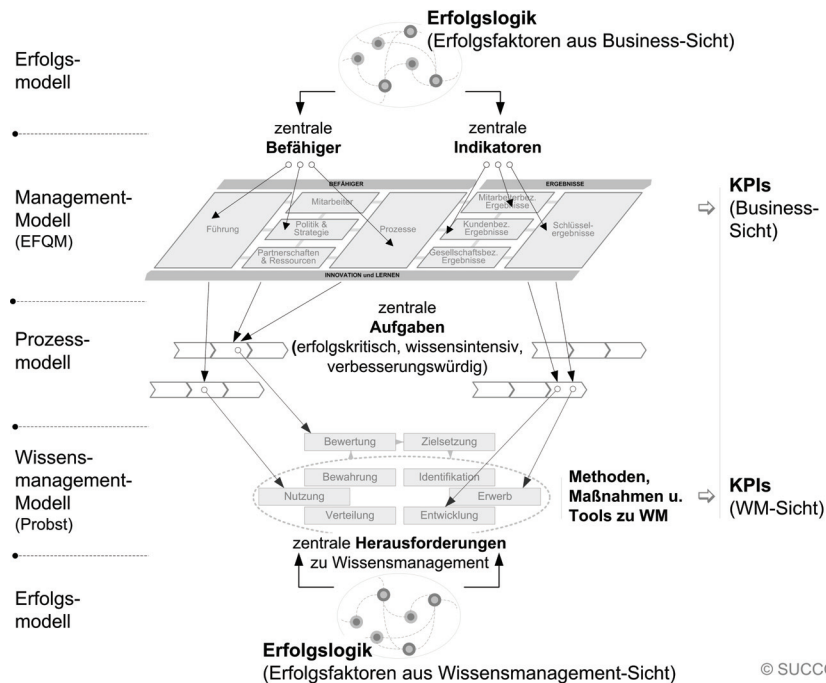 Erfolgslogik
(Erfolgsfaktoren aus Business-Sicht)
Erfolgs-
modell
zentrale
Befähiger
zentrale
Indikatoren
BEFÄHIGER
ERGEBNISSE
Management-
Modell
(EFQM)
Führung
Mitarbeiter
Politik &
Strategie
Partnerschaften
& Ressourcen
Prozesse
Mitarbeiterbez.
Ergebnisse
Kundenbez.
Ergebnisse
Gesellschaftsbez.
Ergebnisse
Schlüssel-
ergebnisse
INNOVATION und LERNEN
KPIs
(Business-
Sicht)
Prozess-
modell
zentrale
Aufgaben
(erfolgskritisch, wissensintensiv,
verbesserungswürdig)
Wissens-
management-
Modell
(Probst)
Bewertung
Zielsetzung
Bewahrung
Identifikation
Nutzung
Erwerb
Verteilung
Entwicklung
Methoden,
Maßnahmen u.
Tools zu WM
KPIs
(WM-Sicht)
zentrale Herausforderungen
zu Wissensmanagement
Erfolgs-
modell
Erfolgslogik
(Erfolgsfaktoren aus Wissensmanagement-Sicht)